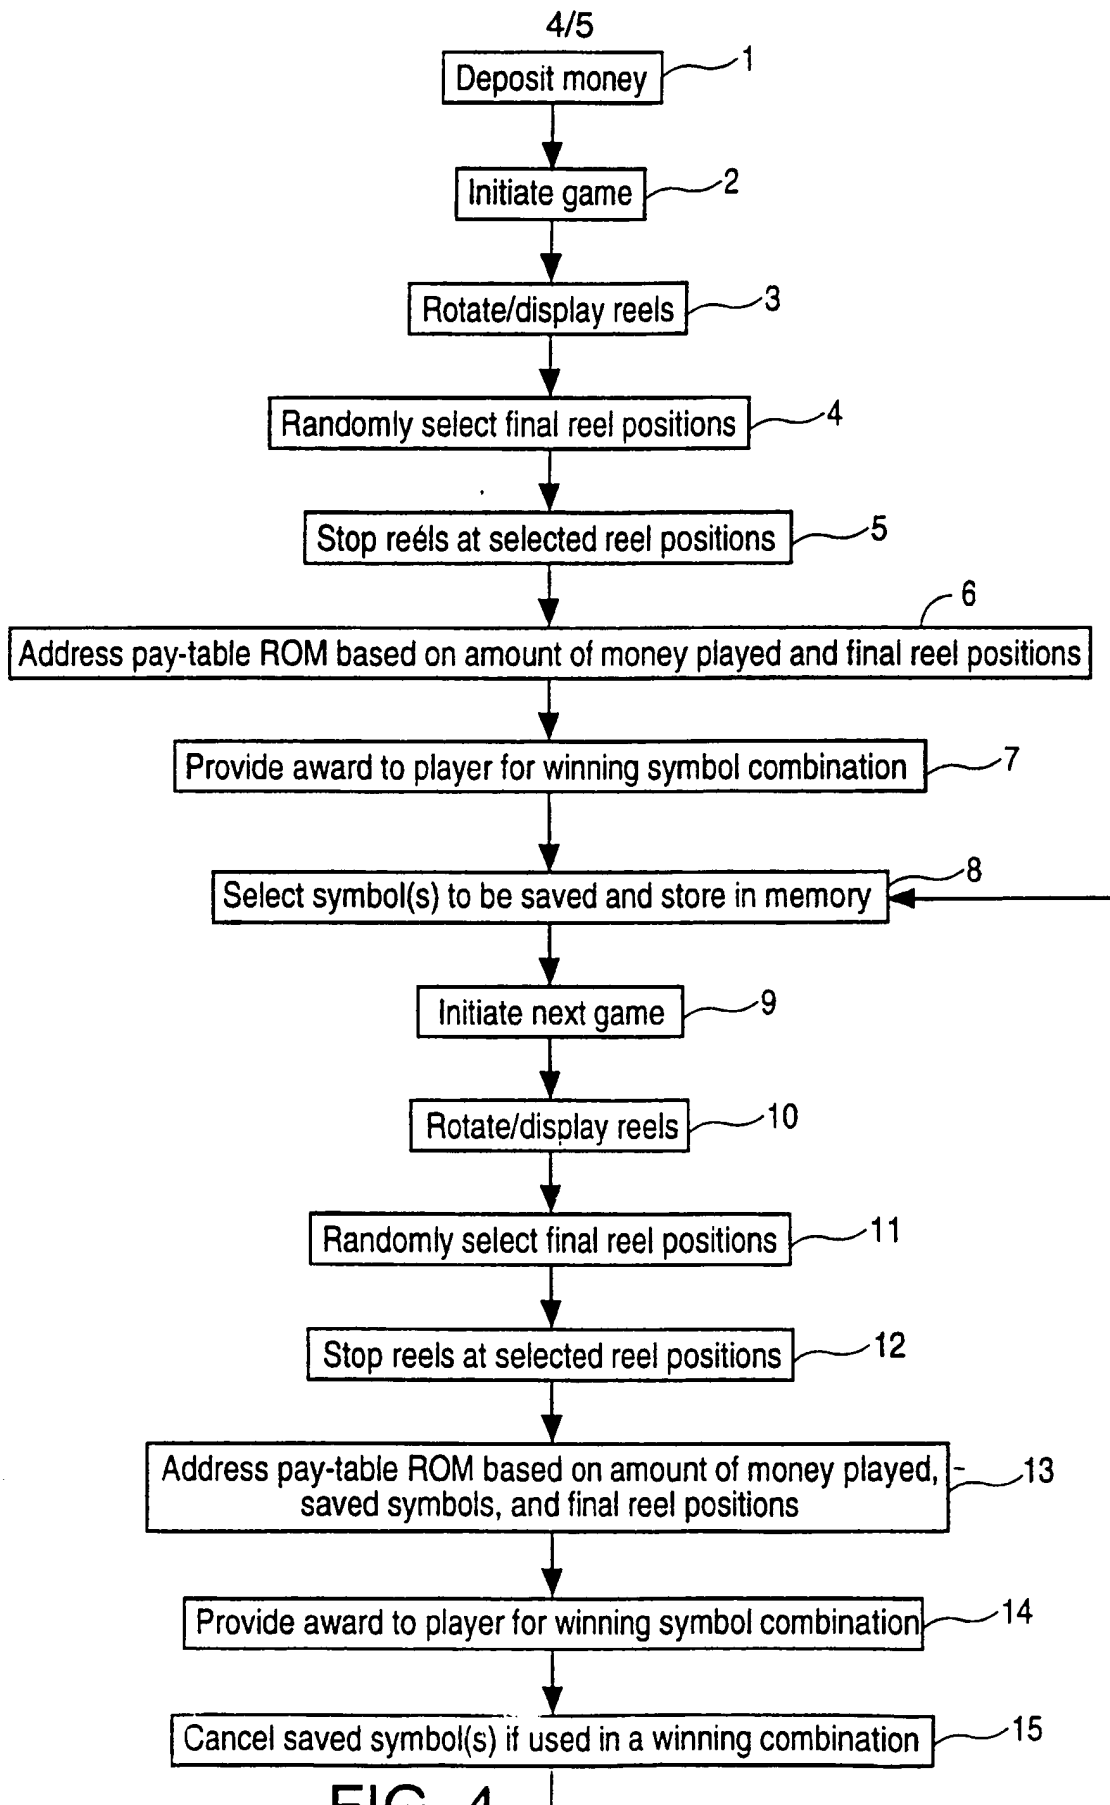 4/5
Deposit money
1
Initiate game
2
Rotate/display reels
3
Randomly select final reel positions
4
Stop reels at selected reel positions
5
6
Address pay-table ROM based on amount of money played and final reel positions
Provide award to player for winning symbol combination
7
Select symbol(s) to be saved and store in memory
8
Initiate next game
9
Rotate/display reels
10
Randomly select final reel positions
11
Stop reels at selected reel positions
12
Address pay-table ROM based on amount of money played,
saved symbols, and final reel positions
13
Provide award to player for winning symbol combination
14
Cancel saved symbol(s) if used in a winning combination
15
FIG. 4